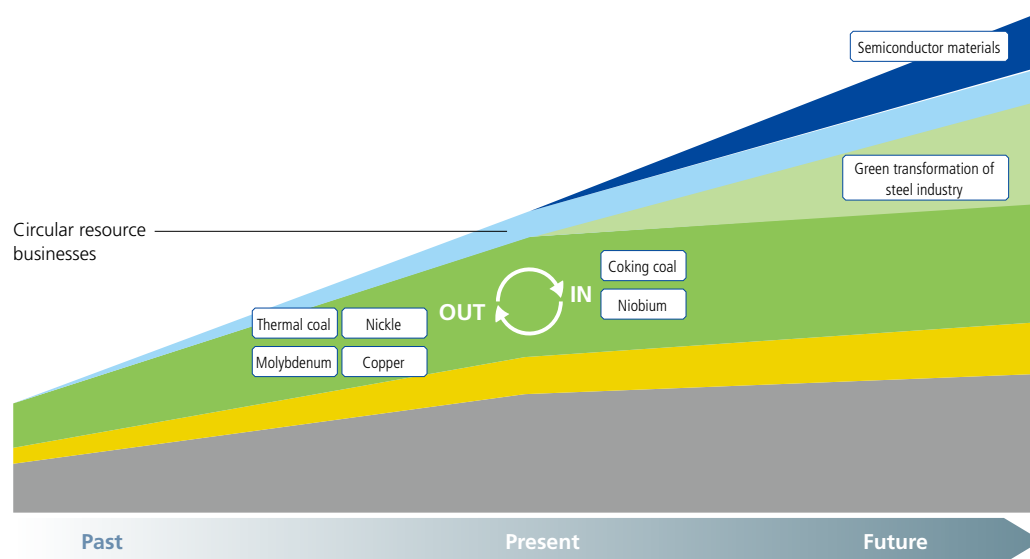 Semiconductor materials
Green transformation of
steel industry
Circular resource
businesses
Coking coal
OUT
IN
Niobium
Thermal coal
Nickle
Molybdenum
Copper
Past
Present
Future